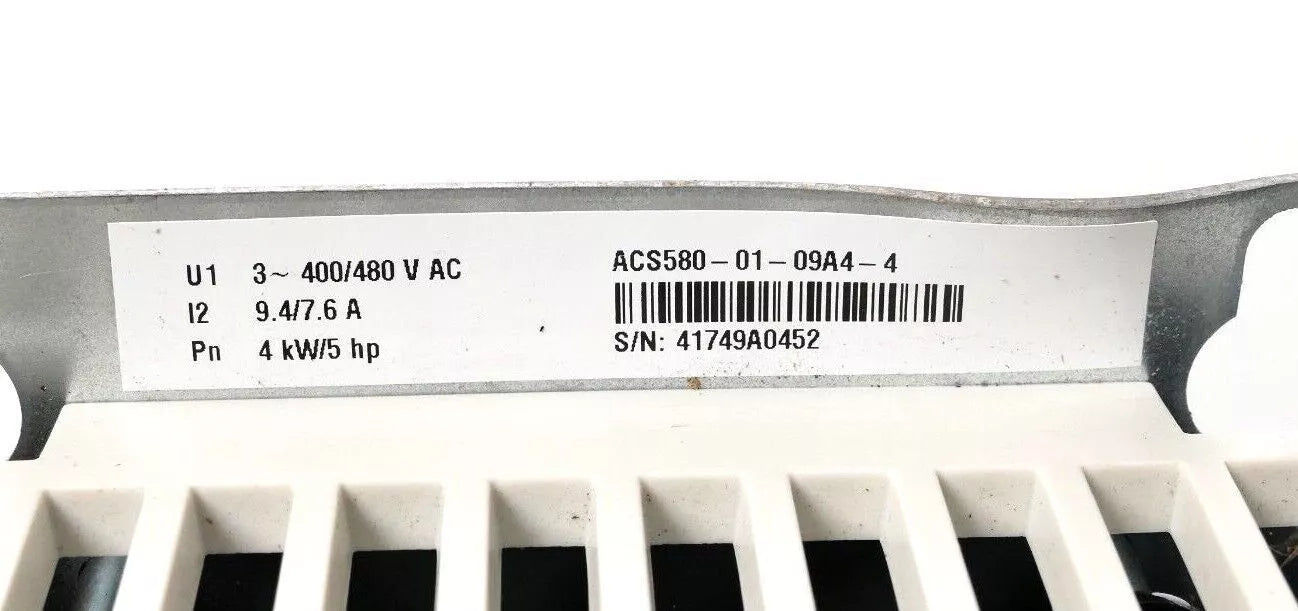 U1 3~ 400/480 V AC
I2 9.4/7.6 A
Pn 4 kW/5 hp
ACS580-01-09A4-4
S/N: 41749A0452